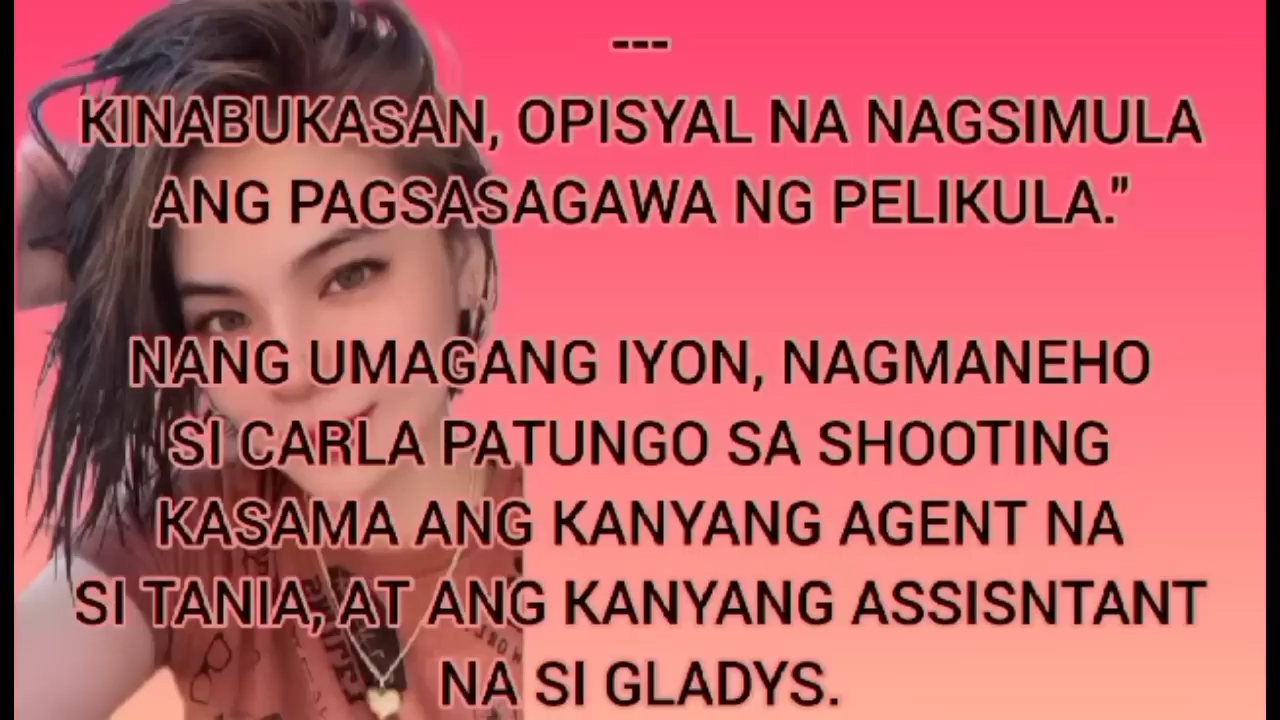 ---
KINABUKASAN, OPISYAL NA NAGSIMULA
ANG PAGSASAGAWA NG PELIKULA.”
NANG UMAGANG IYON, NAGMANEHO
SI CARLA PATUNGO SA SHOOTING
KASAMA ANG KANYANG AGENT NA
SI TANIA, AT ANG KANYANG ASSISNTANT
NA SI GLADYS.